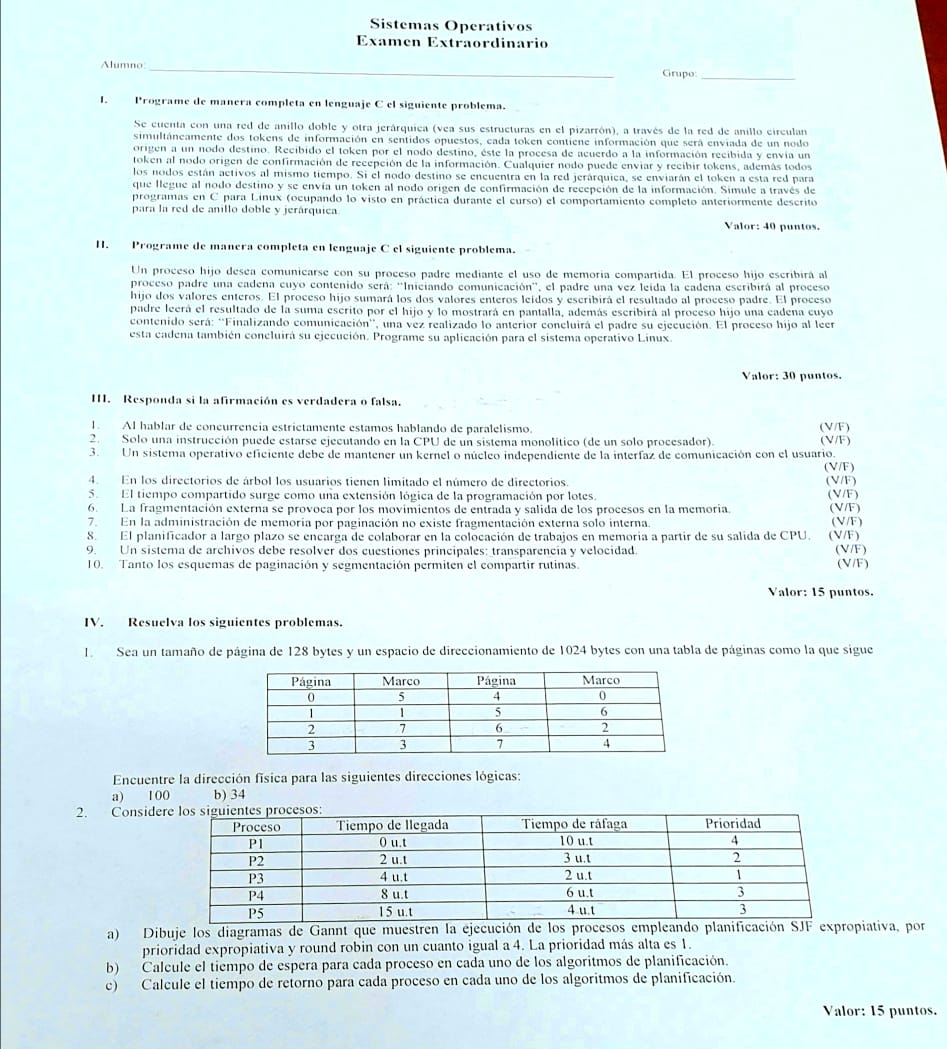 Sistemas Operativos
Examen Extraordinario
Alumno: Grupo:
I. Programe de manera completa en lenguaje C el siguiente problema.
Se cuenta con una red de anillo doble y otra jerárquica (vea sus estructuras en el pizarrón), a través de la red de anillo circulan
simultáneamente dos tokens de información en sentidos opuestos, cada token contiene información que será enviada de un nodo
origen a un nodo destino. Recibido el token por el nodo destino, éste la procesa de acuerdo a la información recibida y envía un
token al nodo origen de confirmación de recepción de la información. Cualquier nodo puede enviar y recibir tokens, además todos
los nodos están activos al mismo tiempo. Si el nodo destino se encuentra en la red jerárquica, se enviarán el token a esta red para
que llegue al nodo destino y se envía un token al nodo origen de confirmación de recepción de la información. Simule a través de
programas en C para Linux (ocupando lo visto en práctica durante el curso) el comportamiento completo anteriormente descrito
para la red de anillo doble y jerárquica.
Valor: 40 puntos.
II. Programe de manera completa en lenguaje C el siguiente problema.
Un proceso hijo desea comunicarse con su proceso padre mediante el uso de memoria compartida. El proceso hijo escribirá al
proceso padre una cadena cuyo contenido será: "Iniciando comunicación", el padre una vez leída la cadena escribirá al proceso
hijo dos valores enteros. El proceso hijo sumará los dos valores enteros leídos y escribirá el resultado al proceso padre. El proceso
padre leerá el resultado de la suma escrito por el hijo y lo mostrará en pantalla, además escribirá al proceso hijo una cadena cuyo
contenido será: "Finalizando comunicación", una vez realizado lo anterior concluirá el padre su ejecución. El proceso hijo al leer
esta cadena también concluirá su ejecución. Programe su aplicación para el sistema operativo Linux.
Valor: 30 puntos.
III. Responda si la afirmación es verdadera o falsa.
1. Al hablar de concurrencia estrictamente estamos hablando de paralelismo. (V/F)
2. Solo una instrucción puede estarse ejecutando en la CPU de un sistema monolítico (de un solo procesador). (V/F)
3. Un sistema operativo eficiente debe de mantener un kernel o núcleo independiente de la interfaz de comunicación con el usuario.
(V/F)
4. En los directorios de árbol los usuarios tienen limitado el número de directorios. (V/F)
5. El tiempo compartido surge como una extensión lógica de la programación por lotes. (V/F)
6. La fragmentación externa se provoca por los movimientos de entrada y salida de los procesos en la memoria. (V/F)
7. En la administración de memoria por paginación no existe fragmentación externa solo interna. (V/F)
8. El planificador a largo plazo se encarga de colaborar en la colocación de trabajos en memoria a partir de su salida de CPU. (V/F)
9. Un sistema de archivos debe resolver dos cuestiones principales: transparencia y velocidad. (V/F)
10. Tanto los esquemas de paginación y segmentación permiten el compartir rutinas. (V/F)
Valor: 15 puntos.
IV. Resuelva los siguientes problemas.
1. Sea un tamaño de página de 128 bytes y un espacio de direccionamiento de 1024 bytes con una tabla de páginas como la que sigue
Página Marco Página Marco
0 5 4 0
1 1 5 6
2 7 6 2
3 3 7 4
Encuentre la dirección física para las siguientes direcciones lógicas:
a) 100 b) 34
2. Considere los siguientes procesos:
Proceso Tiempo de llegada Tiempo de ráfaga Prioridad
P1 0 u.t 10 u.t 4
P2 2 u.t 3 u.t 2
P3 4 u.t 2 u.t 1
P4 8 u.t 6 u.t 3
P5 15 u.t 4 u.t 3
a) Dibuje los diagramas de Gannt que muestren la ejecución de los procesos empleando planificación SJF expropiativa, por
prioridad expropiativa y round robin con un cuanto igual a 4. La prioridad más alta es 1.
b) Calcule el tiempo de espera para cada proceso en cada uno de los algoritmos de planificación.
c) Calcule el tiempo de retorno para cada proceso en cada uno de los algoritmos de planificación.
Valor: 15 puntos.